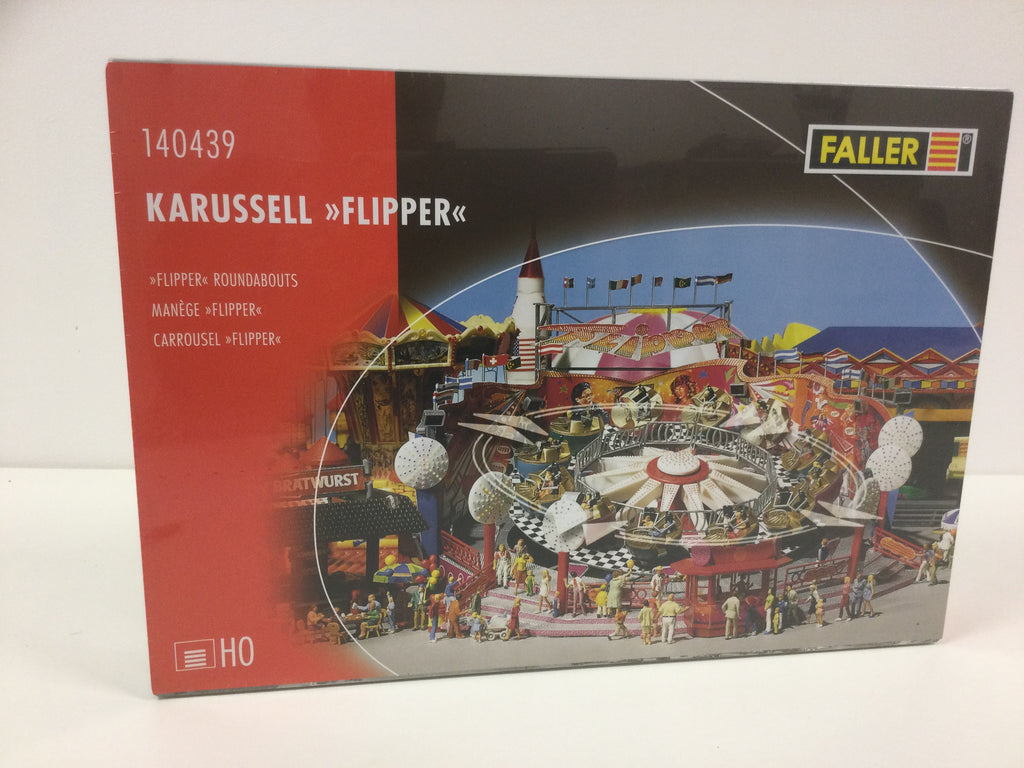 140439
FALLER ®
KARUSSELL »FLIPPER«
»FLIPPER« ROUNDABOUTS
MANÈGE »FLIPPER«
CARROUSEL »FLIPPER«
BRATWURST
HO